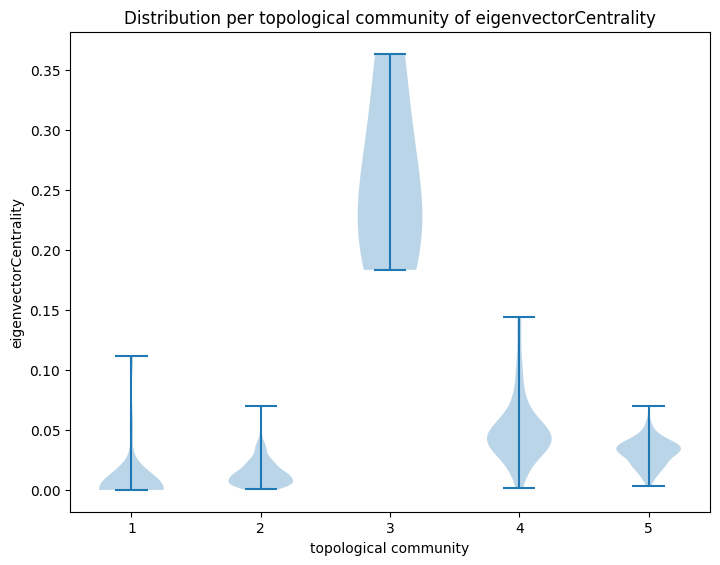 Distribution per topological community of eigenvectorCentrality
eigenvectorCentrality
0.35
0.30
0.25
0.20
0.15
0.10
0.05
0.00
1 2 3 4 5
topological community